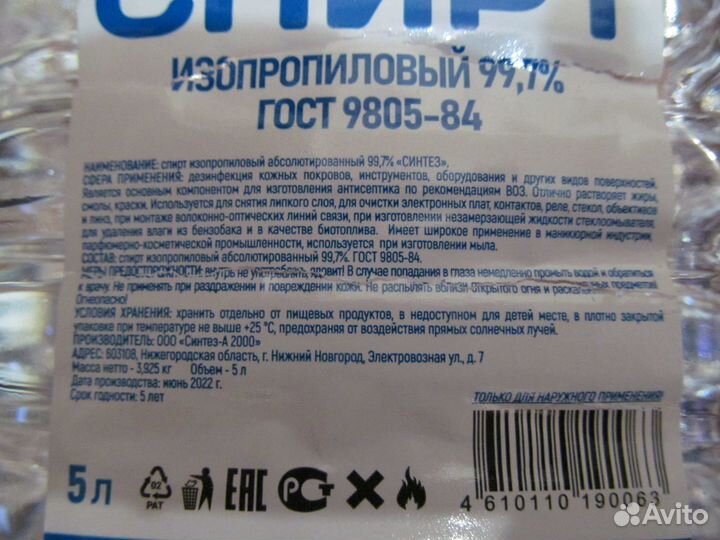 СПИРТ
ИЗОПРОПИЛОВЫЙ 99,7%
ГОСТ 9805-84
НАИМЕНОВАНИЕ: спирт изопропиловый абсолютированный 99,7% «СИНТЕЗ».
СФЕРА ПРИМЕНЕНИЯ: дезинфекция кожных покровов, инструментов, оборудования и других видов поверхностей.
Является основным компонентом для изготовления антисептика по рекомендациям ВОЗ. Отлично растворяет жиры,
смолы, краски. Используется для снятия липкого слоя, для очистки электронных плат, контактов, реле, стекол, объективов
и линз, при монтаже волоконно-оптических линий связи, при изготовлении незамерзающей жидкости стеклоомывателя,
для удаления влаги из бензобака и в качестве биотоплива. Имеет широкое применение в маникюрной индустрии,
парфюмерно-косметической промышленности, используется при изготовлении мыла.
СОСТАВ: спирт изопропиловый абсолютированный 99,7%. ГОСТ 9805-84.
МЕРЫ ПРЕДОСТОРОЖНОСТИ: внутрь не употреблять, ядовит! В случае попадания в глаза немедленно промыть водой и обратиться
к врачу. Не применять при раздражении и повреждении кожи. Не распылять вблизи открытого огня и раскаленных предметов
Огнеопасно!
УСЛОВИЯ ХРАНЕНИЯ: хранить отдельно от пищевых продуктов, в недоступном для детей месте, в плотно закрытой
упаковке при температуре не выше +25 °С, предохраняя от воздействия прямых солнечных лучей.
ПРОИЗВОДИТЕЛЬ: ООО «Синтез-А 2000»
АДРЕС: 603108, Нижегородская область, г. Нижний Новгород, Электровозная ул., д. 7
Масса нетто - 3,925 кг Объем - 5 л
Дата производства: июнь 2022 г.
Срок годности: 5 лет
ТОЛЬКО ДЛЯ НАРУЖНОГО ПРИМЕНЕНИЯ!
5 л
02
PAT
ЕАС
РСТ
4 610110 190063
Avito